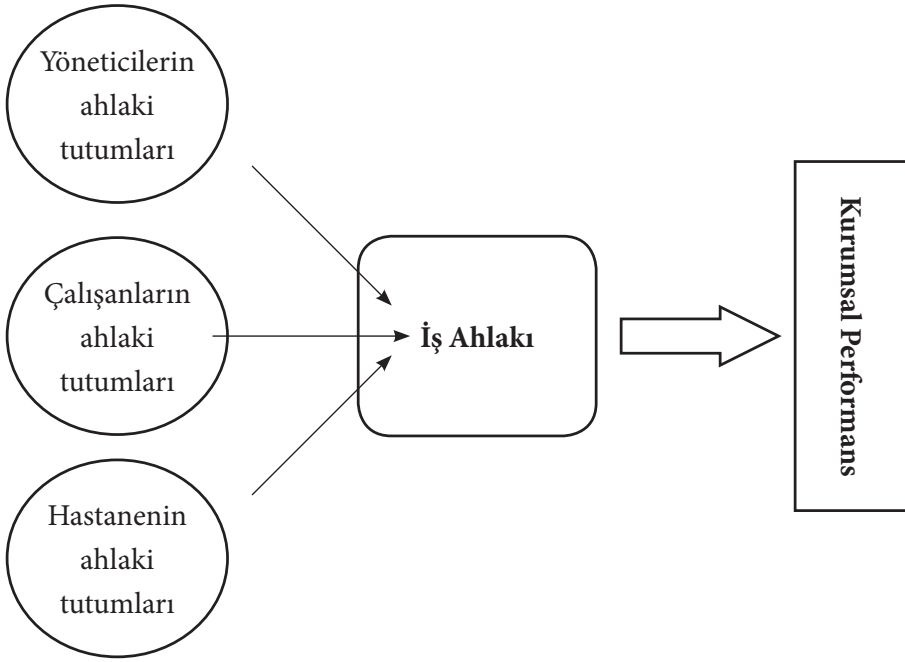 Yöneticilerin
ahlaki
tutumları
Çalışanların
ahlaki
tutumları
Hastanenin
ahlaki
tutumları
İş Ahlakı
Kurumsal Performans